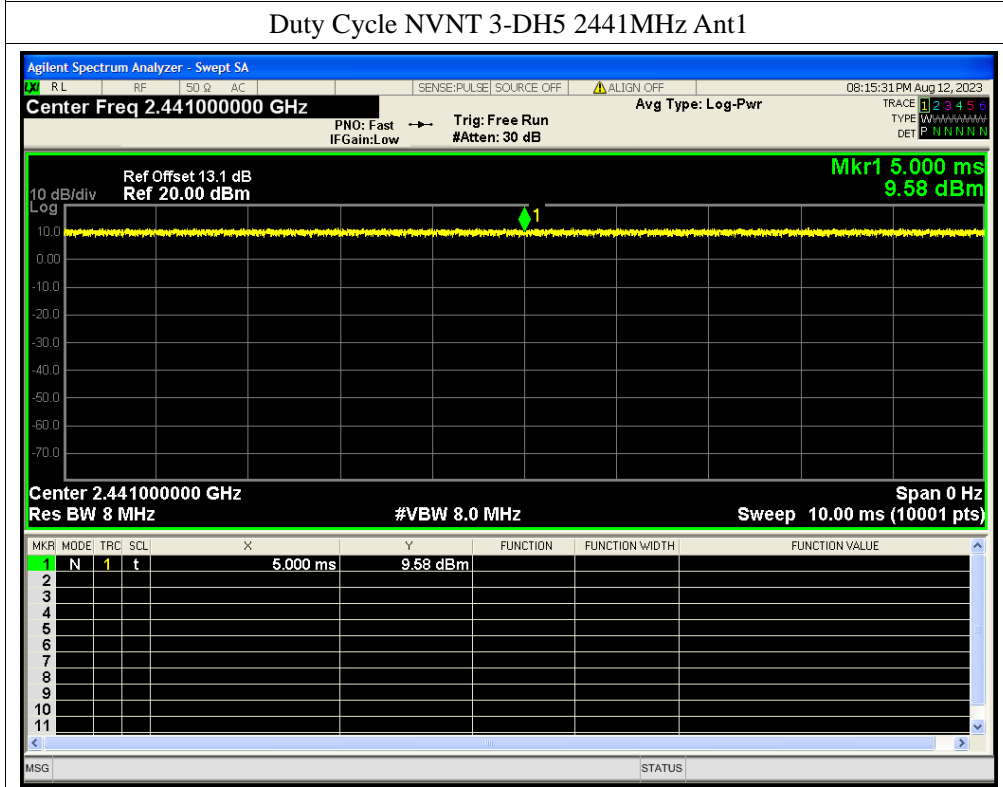 Duty Cycle NVNT 3-DH5 2441MHz Ant1
Agilent Spectrum Analyzer - Swept SA
LXI RL RF 50 Ω AC SENSE:PULSE SOURCE OFF ALIGN OFF 08:15:31 PM Aug 12, 2023
Center Freq 2.441000000 GHz Avg Type: Log-Pwr TRACE 1 2 3 4 5 6
PNO: Fast Trig: Free Run TYPE WWWWWW
IFGain:Low #Atten: 30 dB DET P N N N N N
Mkr1 5.000 ms
Ref Offset 13.1 dB
10 dB/div Ref 20.00 dBm 9.58 dBm
Log
1
10.0
0.00
-10.0
-20.0
-30.0
-40.0
-50.0
-60.0
-70.0
Center 2.441000000 GHz Span 0 Hz
Res BW 8 MHz #VBW 8.0 MHz Sweep 10.00 ms (10001 pts)
MKR MODE TRC SCL X Y FUNCTION FUNCTION WIDTH FUNCTION VALUE
1 N 1 t 5.000 ms 9.58 dBm
2
3
4
5
6
7
8
9
10
11
MSG STATUS